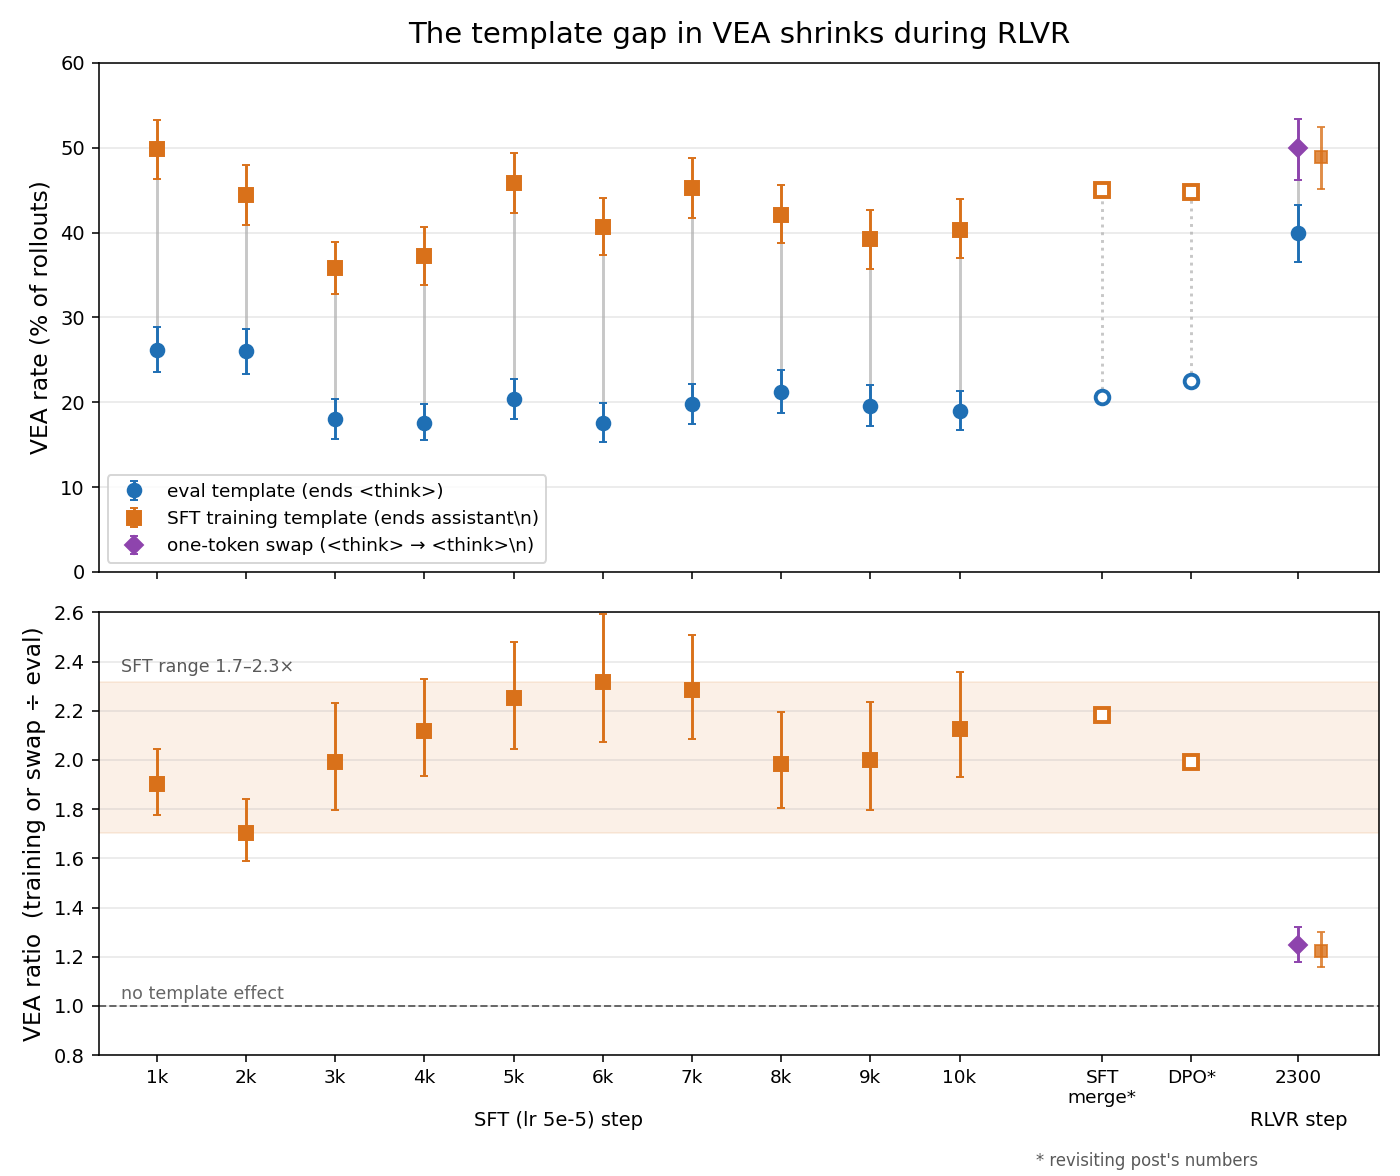 The template gap in VEA shrinks during RLVR
VEA rate (% of rollouts)
60
50
40
30
20
10
0
eval template (ends <think>)
SFT training template (ends assistant\n)
one-token swap (<think> → <think>\n)
VEA ratio (training or swap ÷ eval)
2.6
2.4
2.2
2.0
1.8
1.6
1.4
1.2
1.0
0.8
SFT range 1.7–2.3×
no template effect
1k 2k 3k 4k 5k 6k 7k 8k 9k 10k SFT DPO* 2300
merge*
SFT (lr 5e-5) step RLVR step
* revisiting post's numbers